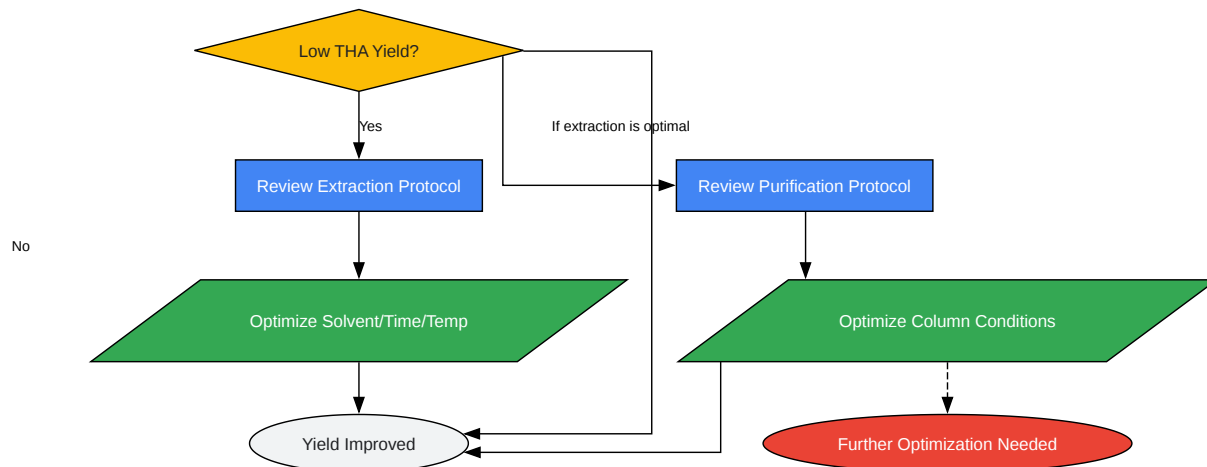 Low THA Yield?
Yes
If extraction is optimal
Review Extraction Protocol
Review Purification Protocol
No
Optimize Solvent/Time/Temp
Optimize Column Conditions
Yield Improved
Further Optimization Needed